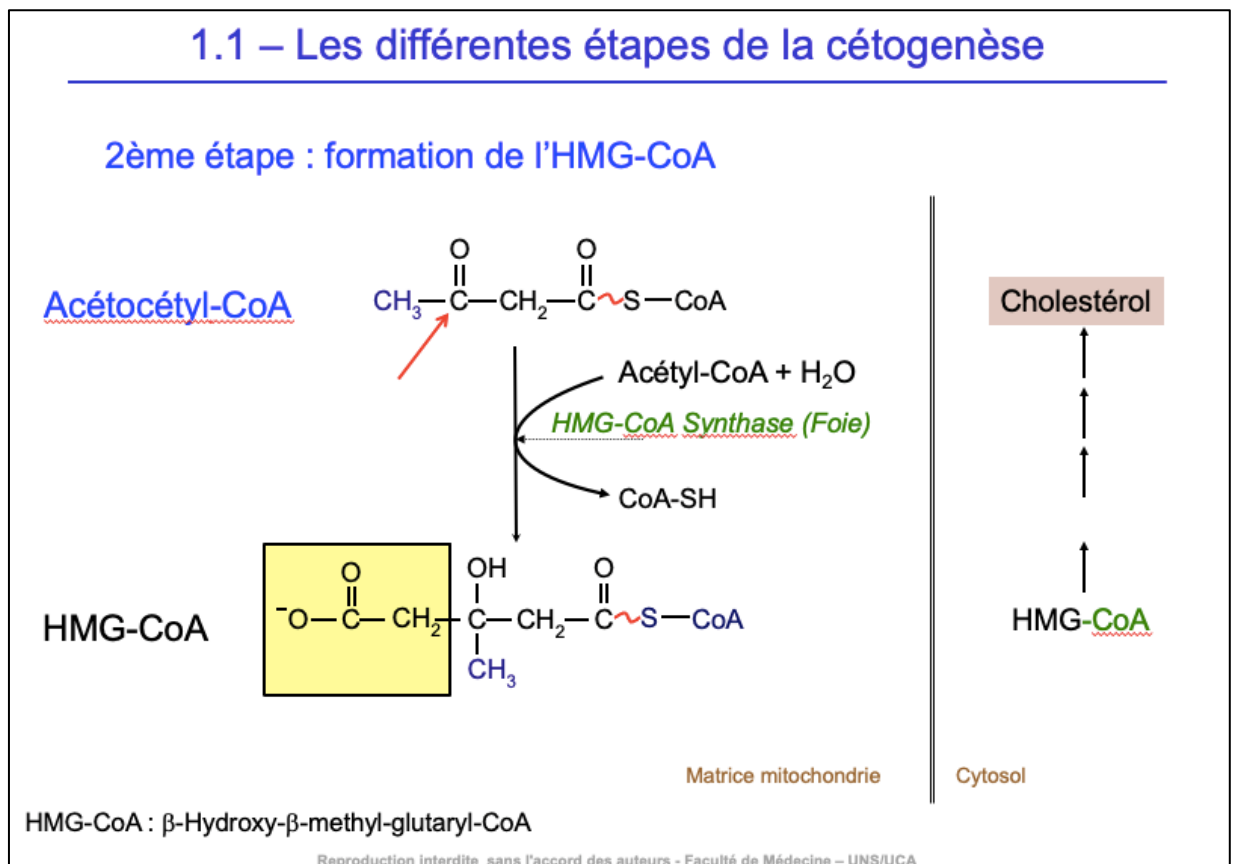 1.1 – Les différentes étapes de la cétogenèse
2ème étape : formation de l'HMG-CoA
O O
Acétocétyl-CoA CH₃—C—CH₂—C~S—CoA
Cholestérol
Acétyl-CoA + H₂O
HMG-CoA Synthase (Foie)
CoA-SH
O OH O
HMG-CoA ⁻O—C—CH₂—C—CH₂—C~S—CoA
CH₃
HMG-CoA
Matrice mitochondrie Cytosol
HMG-CoA : β-Hydroxy-β-methyl-glutaryl-CoA
Reproduction interdite sans l'accord des auteurs - Faculté de Médecine – UNS/UCA